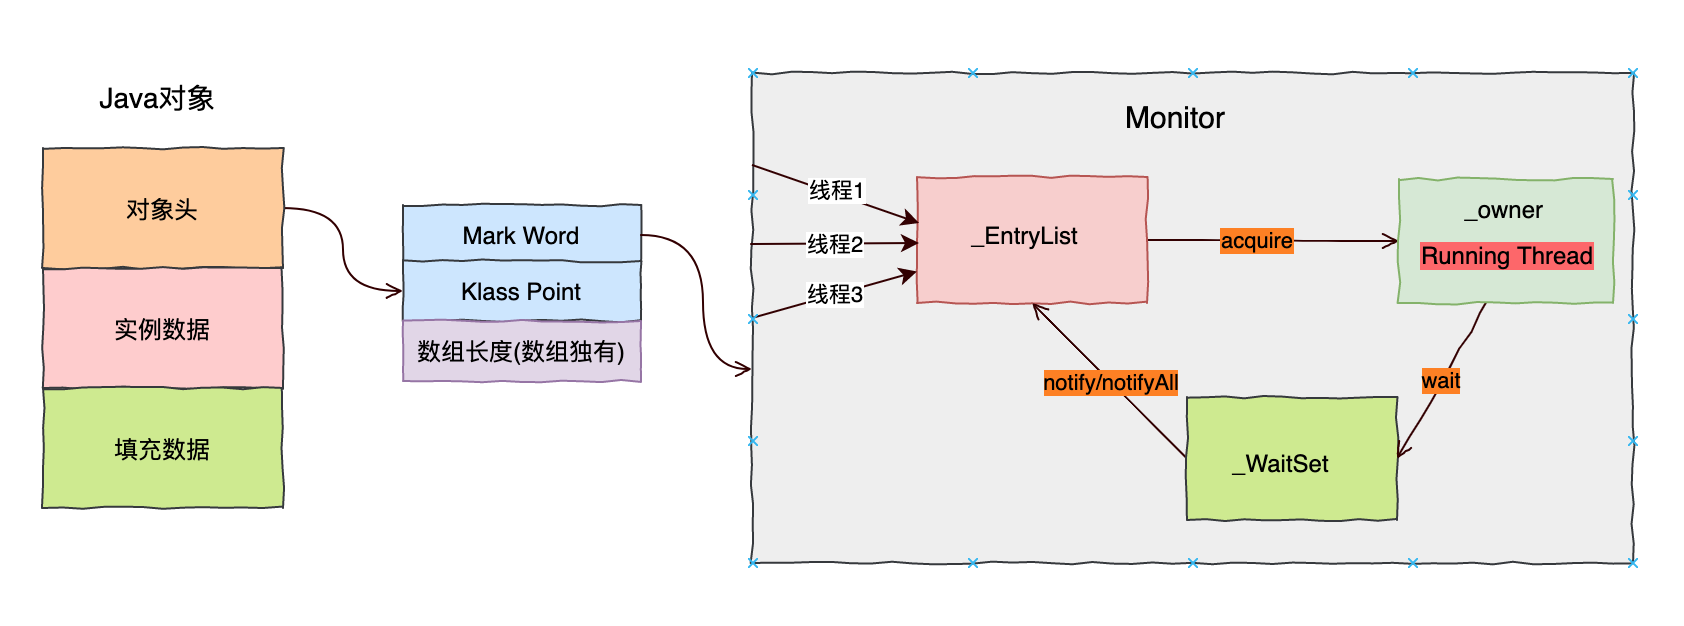 Java对象
对象头
实例数据
填充数据
Mark Word
Klass Point
数组长度(数组独有)
Monitor
线程1
线程2
线程3
_EntryList
acquire
_owner
Running Thread
notify/notifyAll
wait
_WaitSet